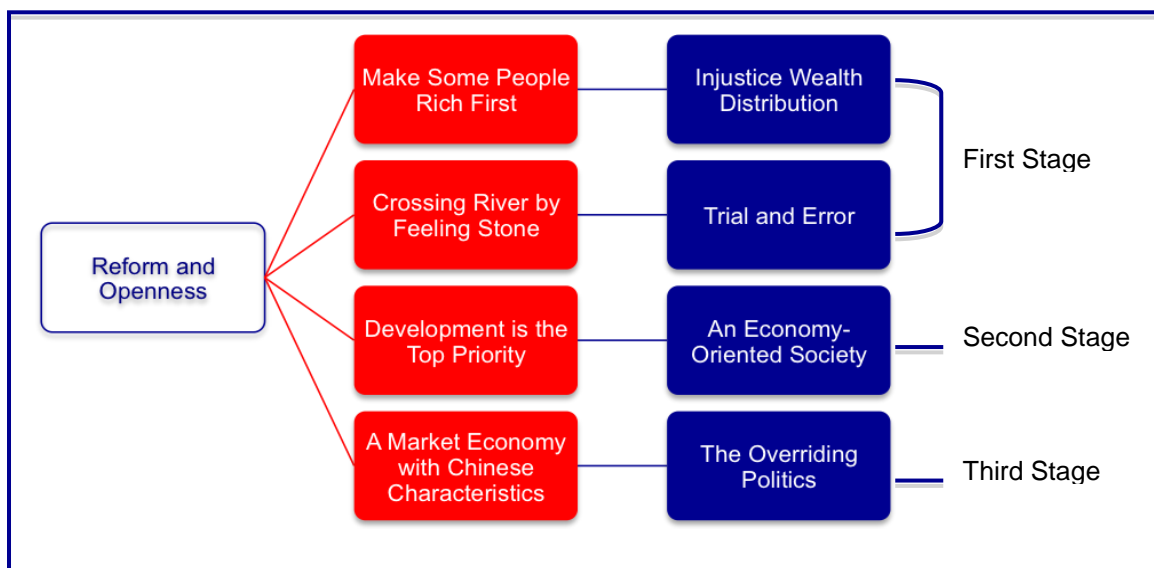 Make Some People
Rich First
Injustice Wealth
Distribution
First Stage
Crossing River by
Feeling Stone
Trial and Error
Reform and
Openness
Development is the
Top Priority
An Economy-
Oriented Society
Second Stage
A Market Economy
with Chinese
Characteristics
The Overriding
Politics
Third Stage